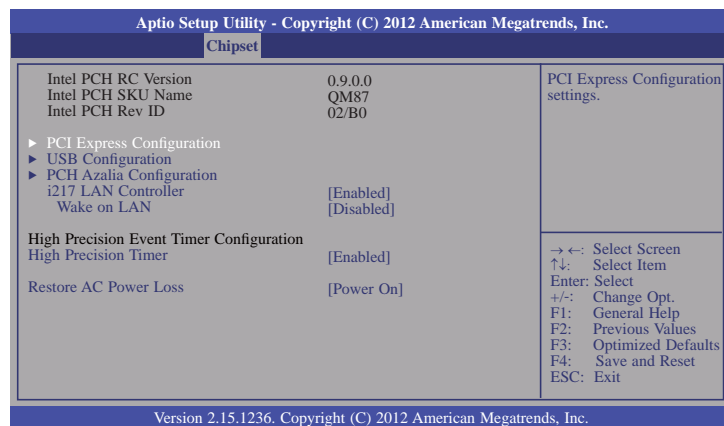 Aptio Setup Utility - Copyright (C) 2012 American Megatrends, Inc.
Chipset
Intel PCH RC Version 0.9.0.0
Intel PCH SKU Name QM87
Intel PCH Rev ID 02/B0
► PCI Express Configuration
► USB Configuration
► PCH Azalia Configuration
i217 LAN Controller [Enabled]
Wake on LAN [Disabled]
High Precision Event Timer Configuration
High Precision Timer [Enabled]
Restore AC Power Loss [Power On]
PCI Express Configuration
settings.
→←: Select Screen
↑↓: Select Item
Enter: Select
+/-: Change Opt.
F1: General Help
F2: Previous Values
F3: Optimized Defaults
F4: Save and Reset
ESC: Exit
Version 2.15.1236. Copyright (C) 2012 American Megatrends, Inc.